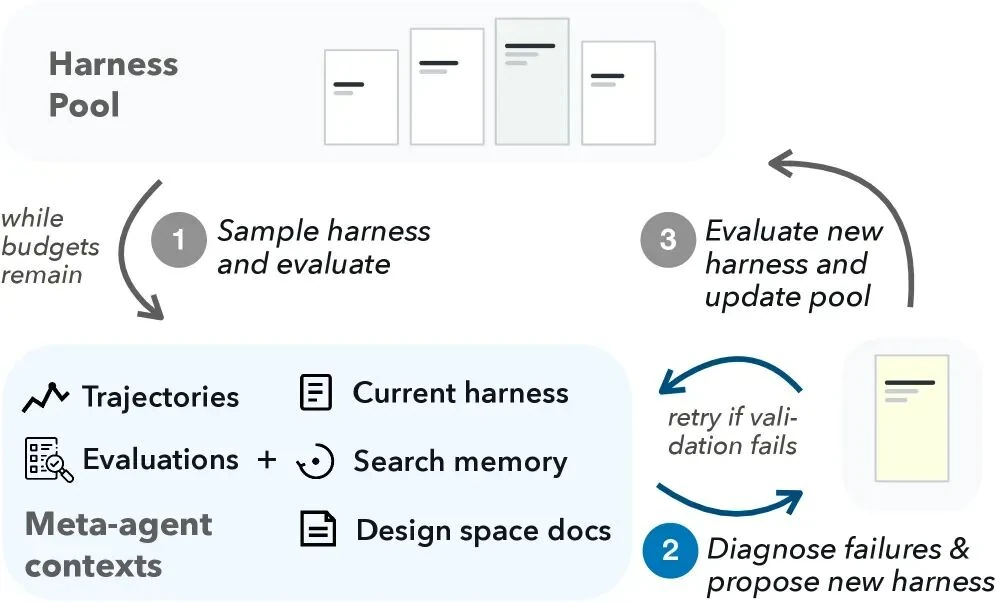 Harness
Pool
while
budgets
remain
1
Sample harness
and evaluate
3
Evaluate new
harness and
update pool
Trajectories
Evaluations
+
Current harness
Search memory
Design space docs
Meta-agent
contexts
retry if vali-
dation fails
2
Diagnose failures &
propose new harness